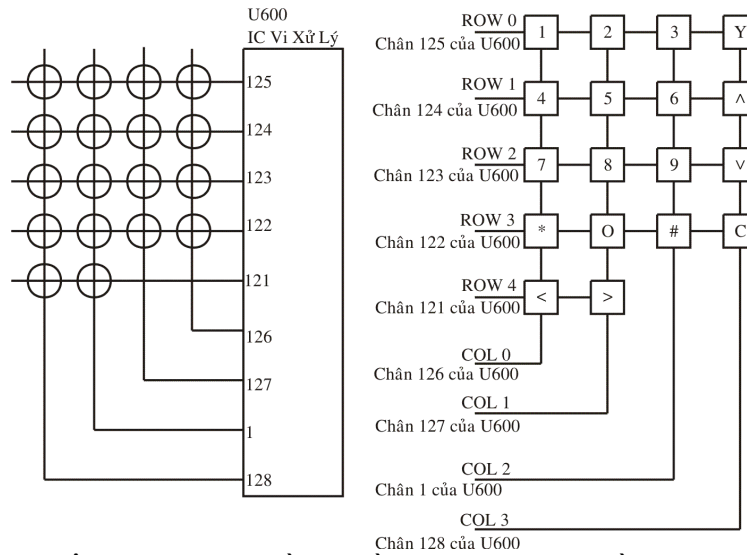 U600
IC Vi Xử Lý
125
124
123
122
121
126
127
1
128
ROW 0
Chân 125 của U600
1 2 3 Y
ROW 1
Chân 124 của U600
4 5 6 ^
ROW 2
Chân 123 của U600
7 8 9 v
ROW 3
Chân 122 của U600
* O # C
ROW 4
Chân 121 của U600
< >
COL 0
Chân 126 của U600
COL 1
Chân 127 của U600
COL 2
Chân 1 của U600
COL 3
Chân 128 của U600